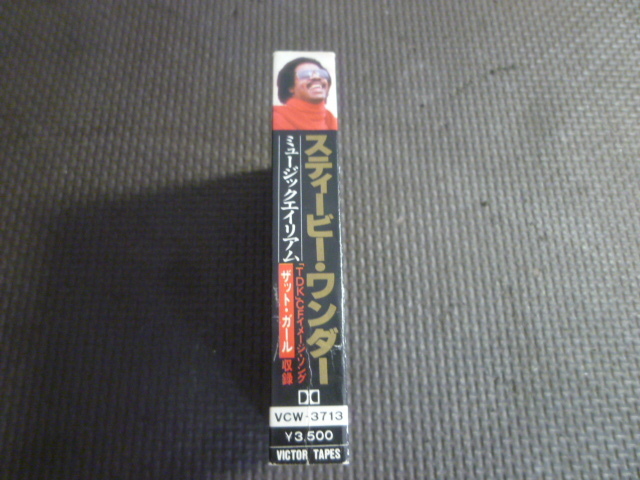 スティービー・ワンダー
ミュージックエイリアム
「TDK」CFイメージ・ソング
ザット・ガール 収録
VCW-3713
¥3,500
VICTOR TAPES